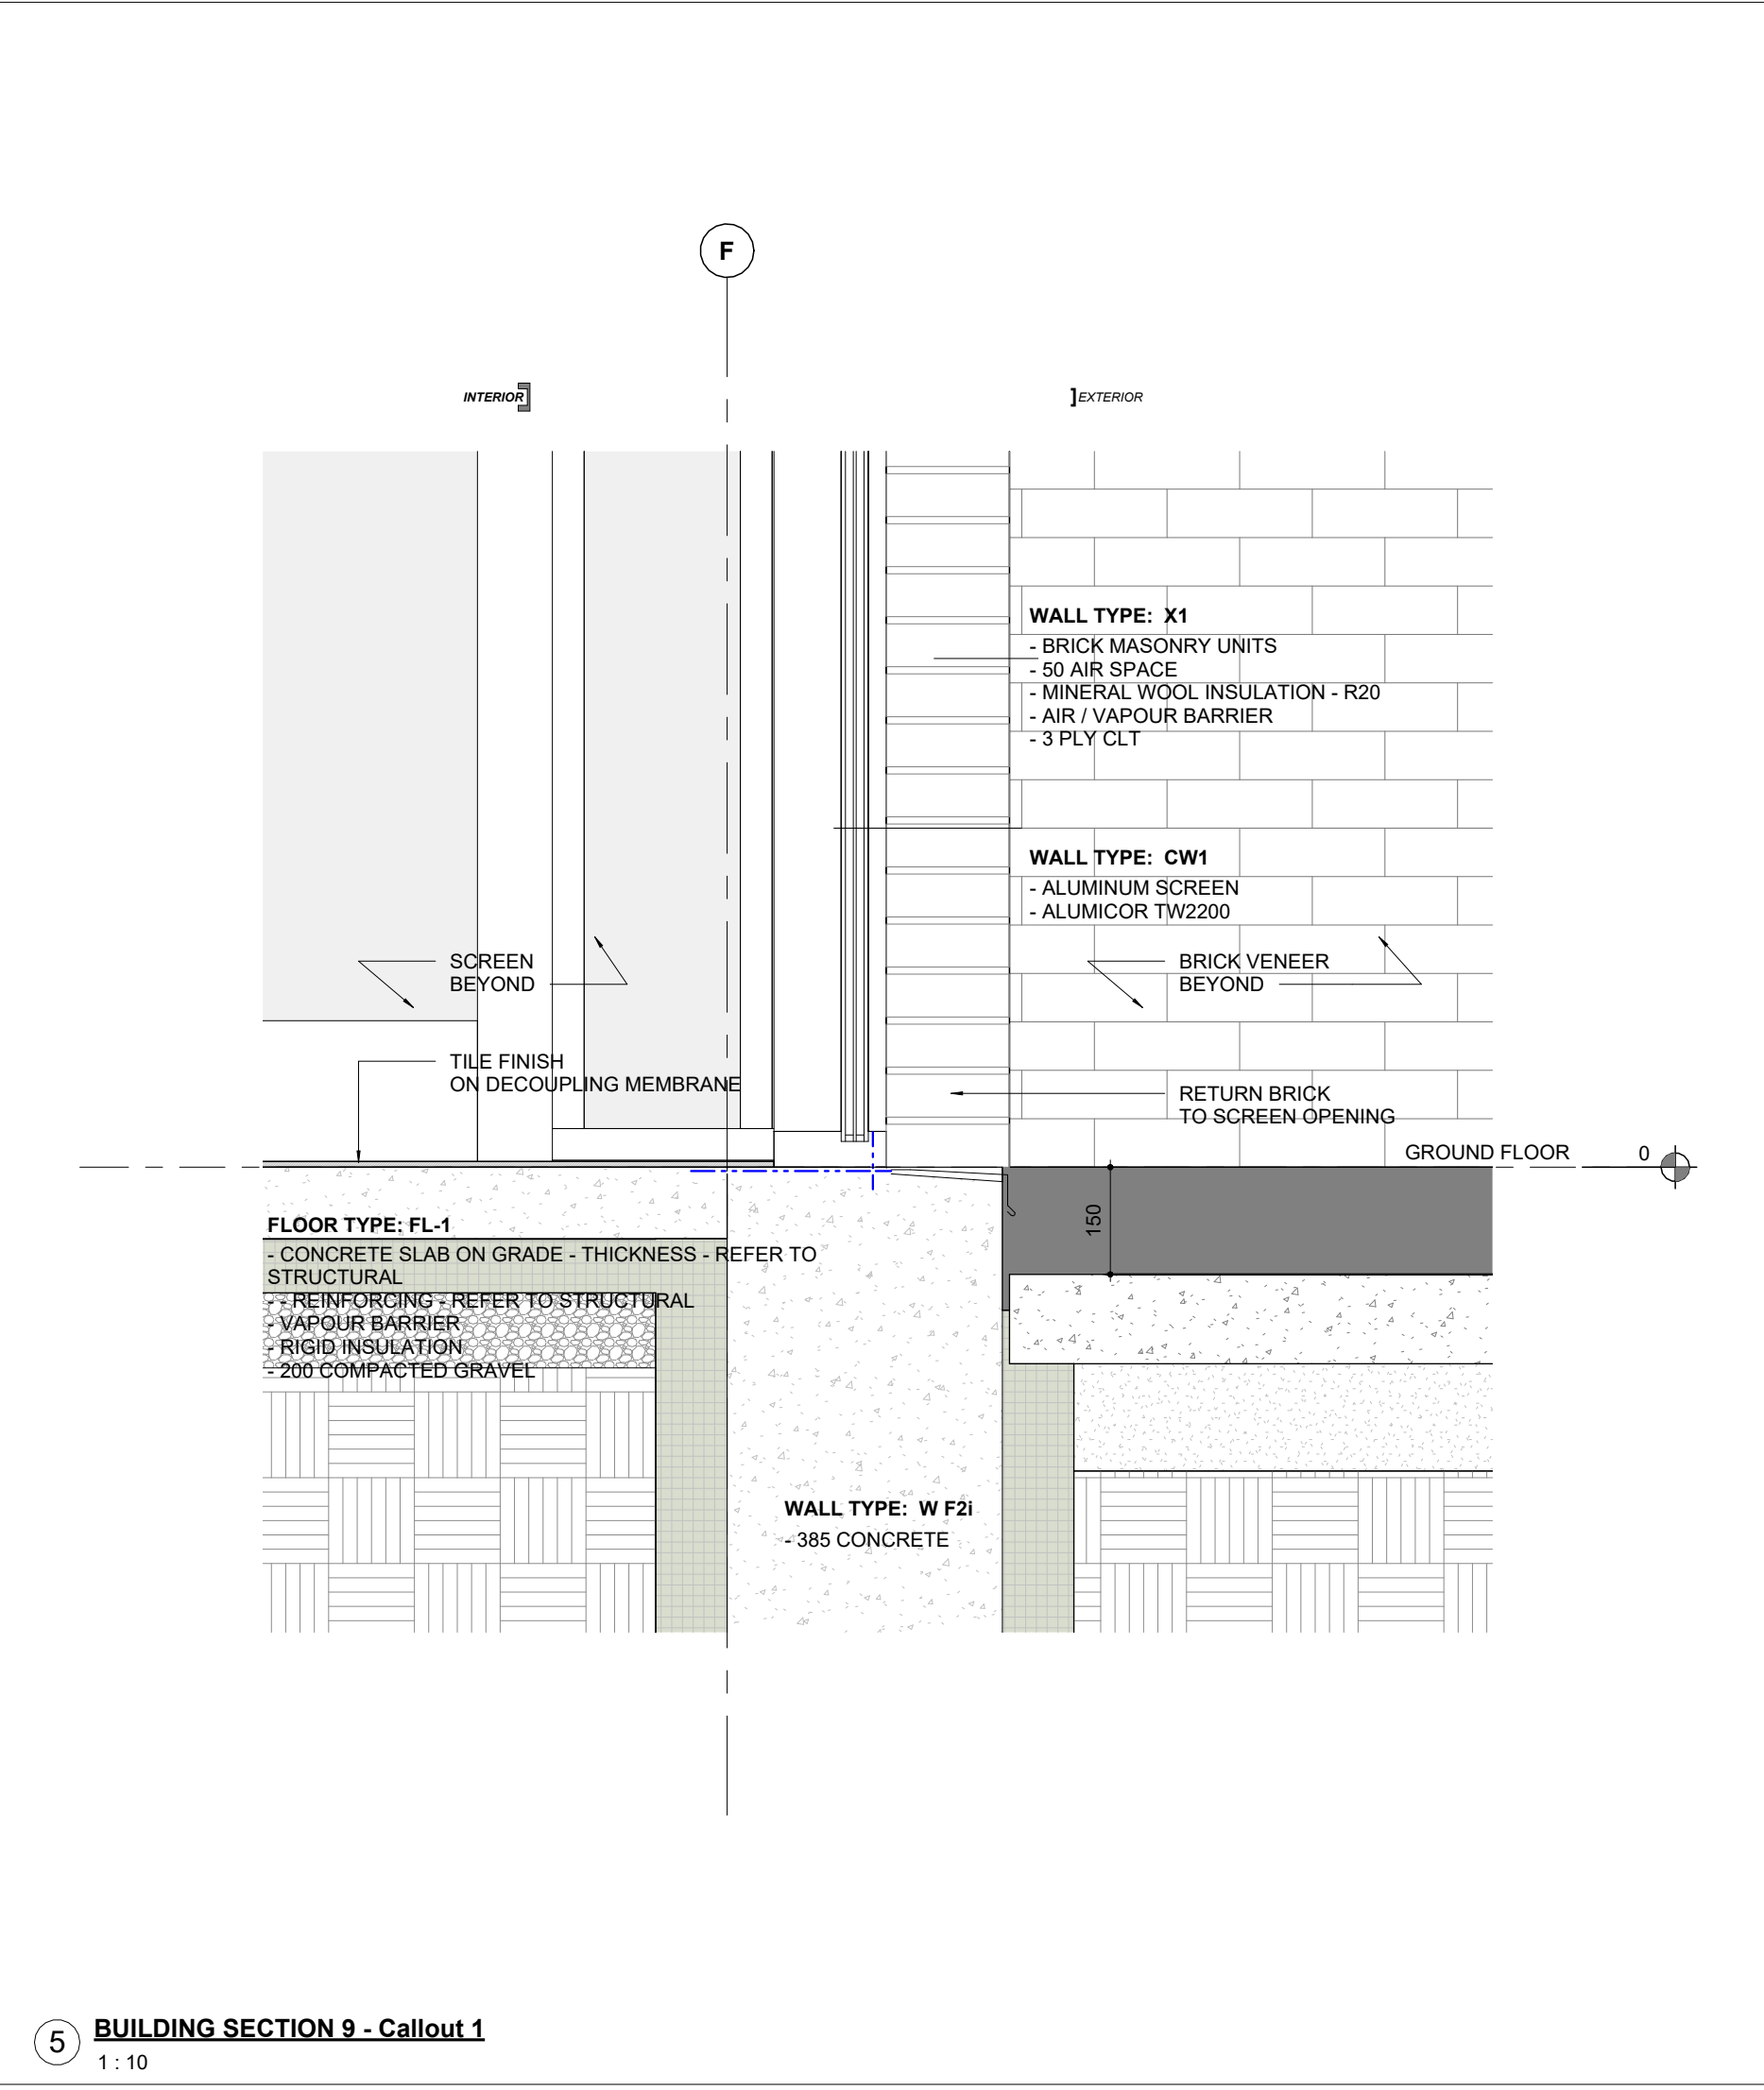 F
INTERIOR
EXTERIOR
WALL TYPE: X1
- BRICK MASONRY UNITS
- 50 AIR SPACE
- MINERAL WOOL INSULATION - R20
- AIR / VAPOUR BARRIER
- 3 PLY CLT
WALL TYPE: CW1
- ALUMINUM SCREEN
- ALUMICOR TW2200
SCREEN
BEYOND
BRICK VENEER
BEYOND
TILE FINISH
ON DECOUPLING MEMBRANE
RETURN BRICK
TO SCREEN OPENING
GROUND FLOOR
0
150
FLOOR TYPE: FL-1
- CONCRETE SLAB ON GRADE - THICKNESS - REFER TO
STRUCTURAL
- - REINFORCING - REFER TO STRUCTURAL
- VAPOUR BARRIER
- RIGID INSULATION
- 200 COMPACTED GRAVEL
WALL TYPE: W F2i
- 385 CONCRETE
5
BUILDING SECTION 9 - Callout 1
1 : 10